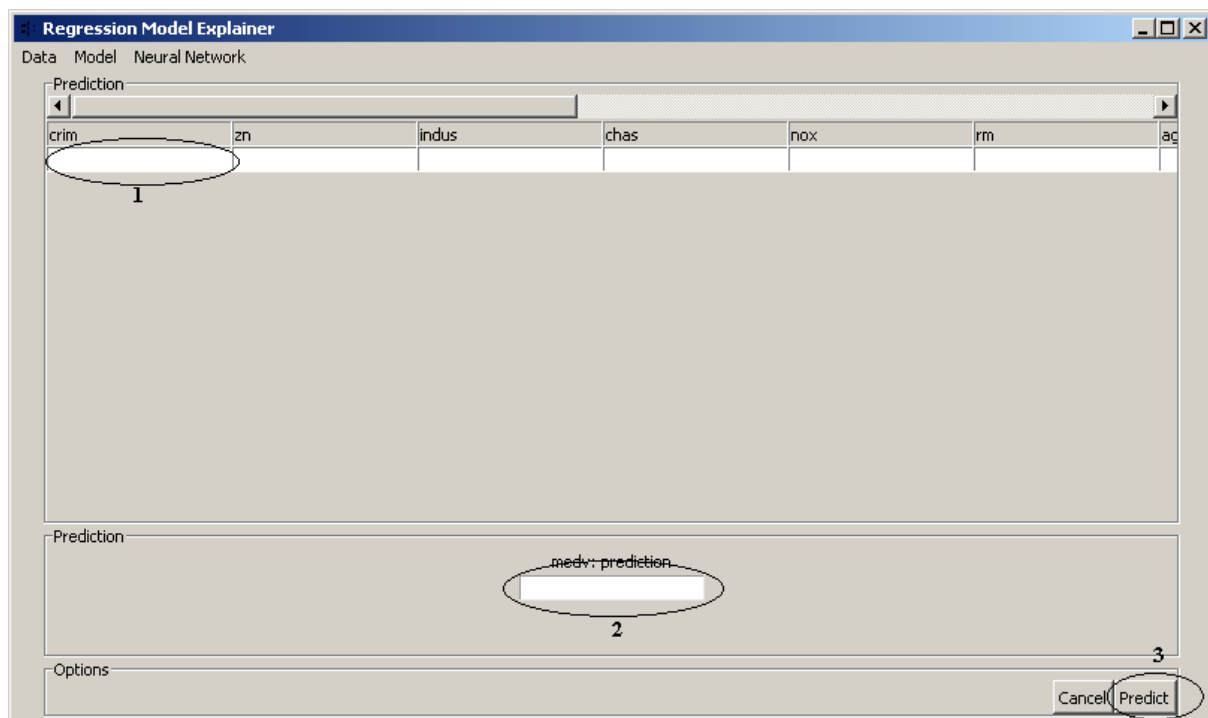 Regression Model Explainer
Data Model Neural Network
Prediction
crim zn indus chas nox rm ag
1
Prediction
medv: prediction
2
3
Options
Cancel Predict